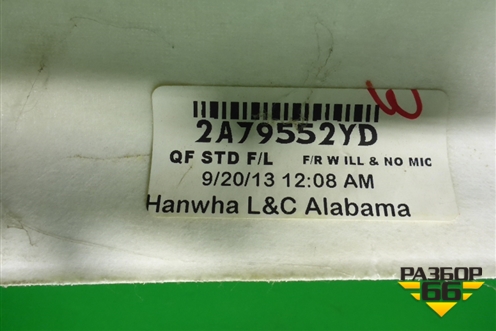 2A79552YD
QF STD F/L F/R W ILL & NO MIC
9/20/13 12:08 AM
Hanwha L&C Alabama
РАЗБОР
66